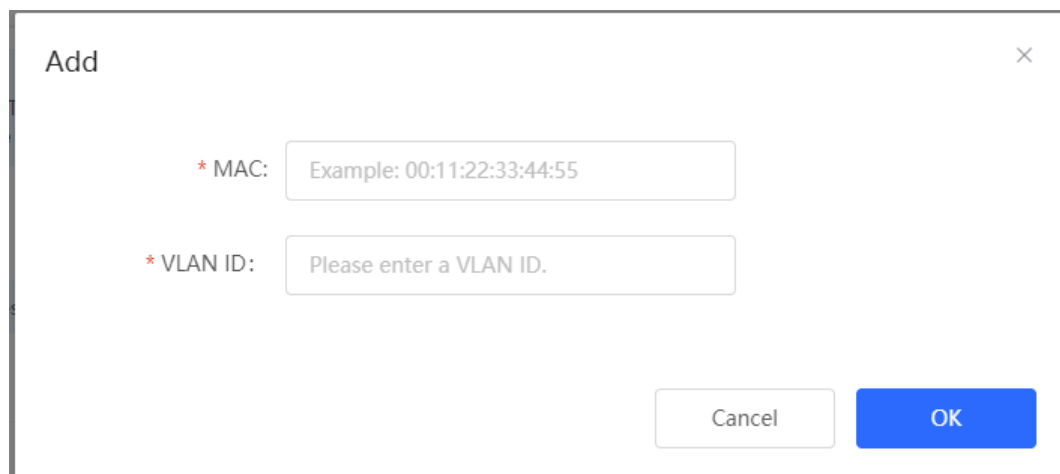 Add
* MAC: Example: 00:11:22:33:44:55
* VLAN ID: Please enter a VLAN ID.
Cancel OK